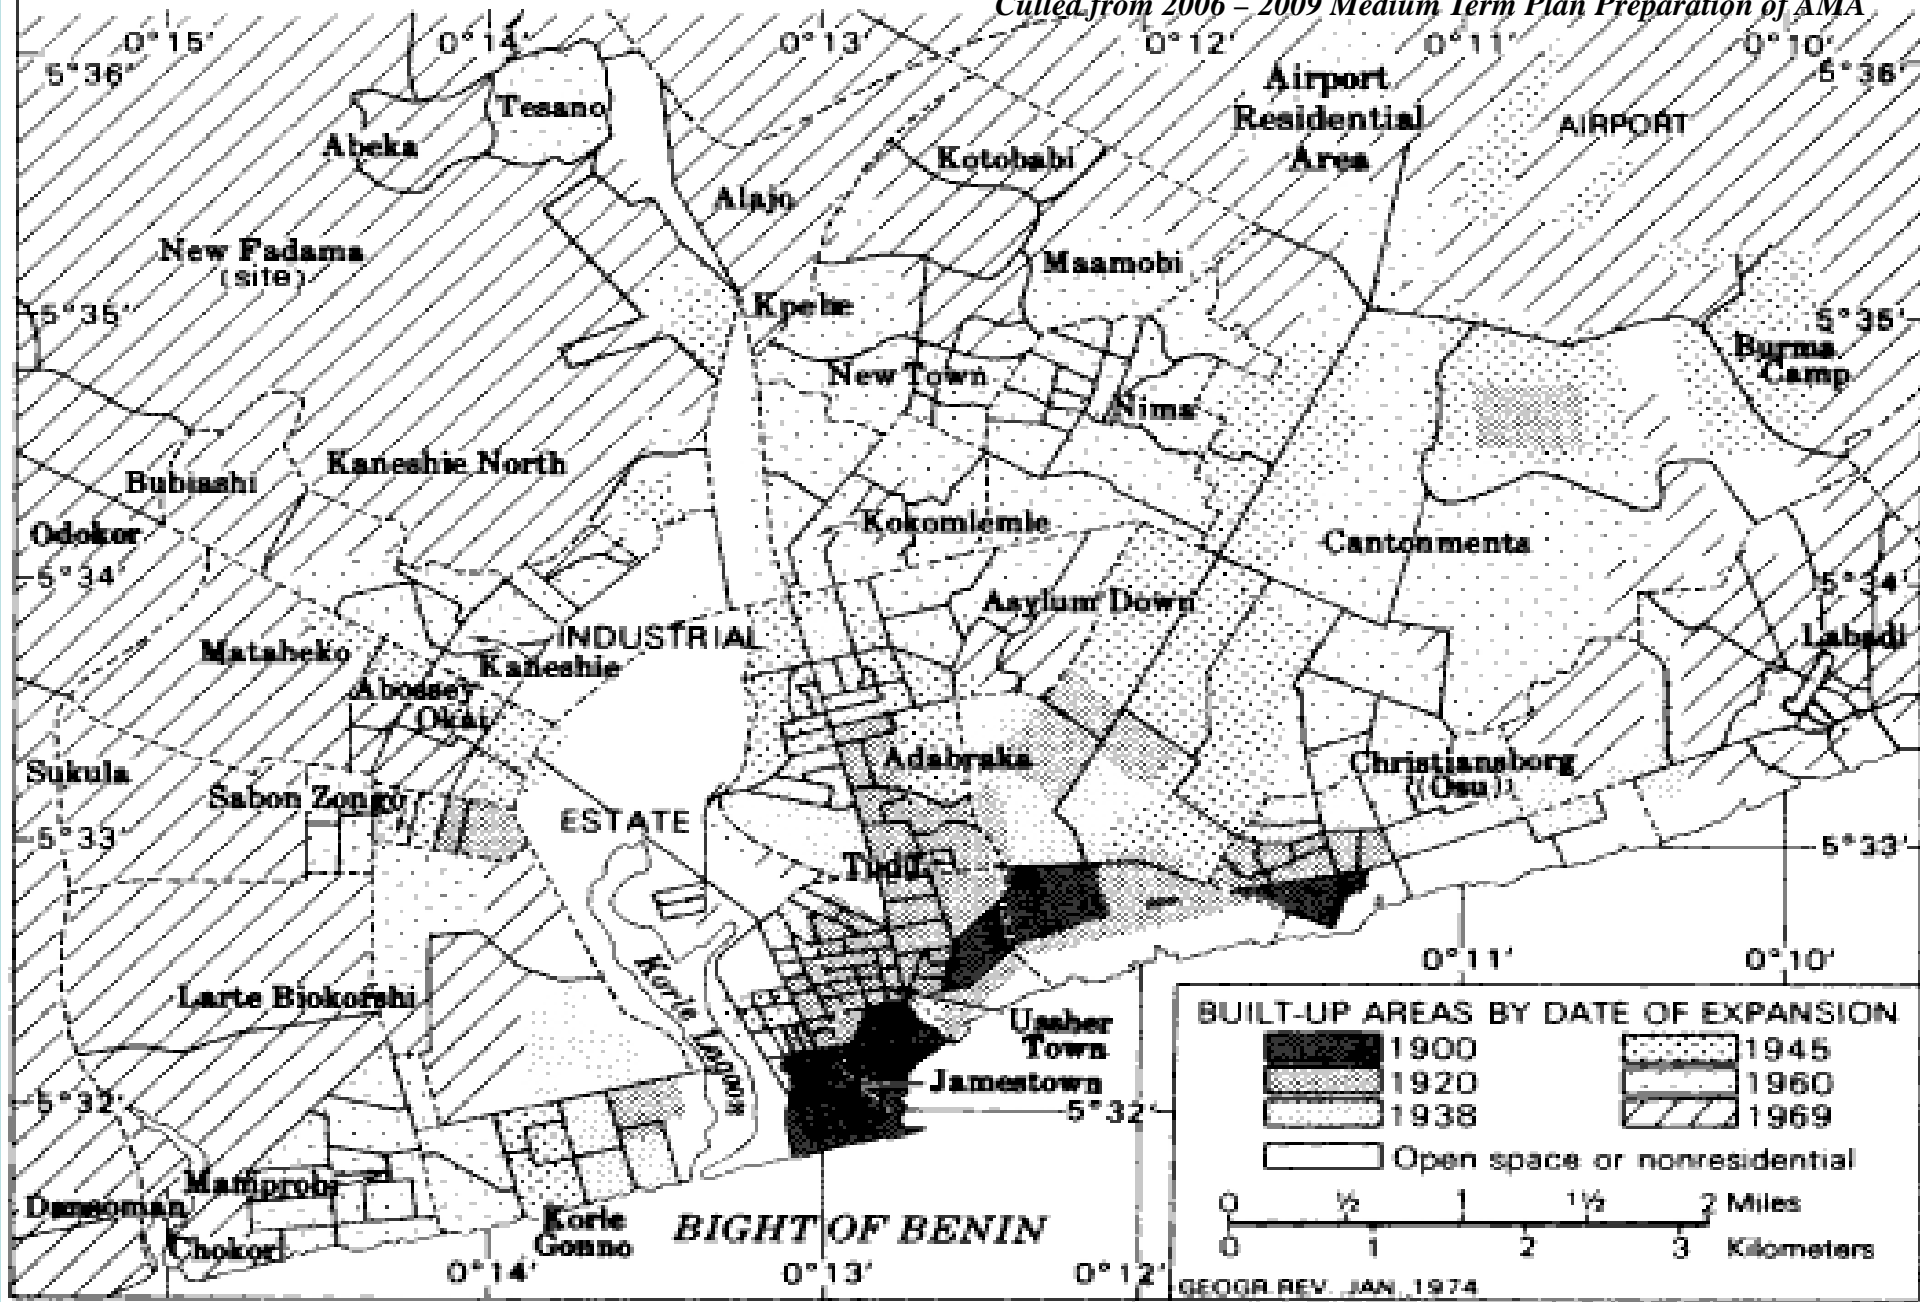 Culled from 2006 – 2009 Medium Term Plan Preparation of AMA
0°15'
0°14'
0°13'
0°12'
0°11'
0°10'
5°36'
5°36'
Airport
Residential
Area
AIRPORT
Tesano
Abeka
Kotobabi
Alajo
New Fadama
(site)
Maamobi
Kpehe
5°35'
5°35'
Burma
Camp
New Town
Nima
Kaneshie North
Bubiashi
Odokor
Kokomlemle
Cantonments
5°34'
5°34'
Asylum Down
INDUSTRIAL
Labadi
Mataheko
Kaneshie
Abossey
Okai
Sukula
Adabraka
Christiansborg
(Osu)
Sabon Zongo
ESTATE
5°33'
5°33'
Tudu
Korle Lagoon
0°11'
0°10'
Larte Biokorshi
Ussher
Town
Jamestown
5°32'
5°32'
Mamprobi
Dansoman
Chokor
Korle
Gonno
BIGHT OF BENIN
0°14'
0°13'
0°12'
BUILT-UP AREAS BY DATE OF EXPANSION
1900
1945
1920
1960
1938
1969
Open space or nonresidential
0 ½ 1 1½ 2 Miles
0 1 2 3 Kilometers
GEOGR. REV. JAN., 1974